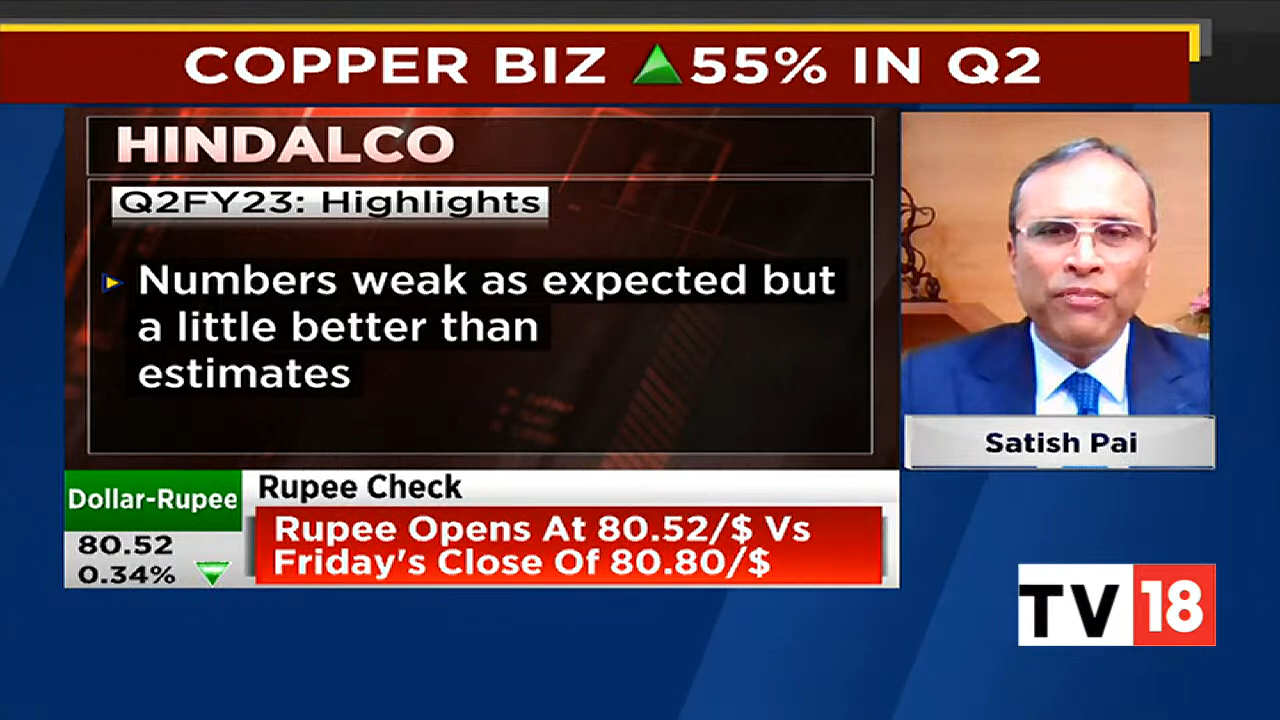 COPPER BIZ ▲55% IN Q2
HINDALCO
Q2FY23: Highlights
Numbers weak as expected but
a little better than
estimates
Satish Pai
Dollar-Rupee
80.52
0.34%
Rupee Check
Rupee Opens At 80.52/$ Vs
Friday's Close Of 80.80/$
TV18